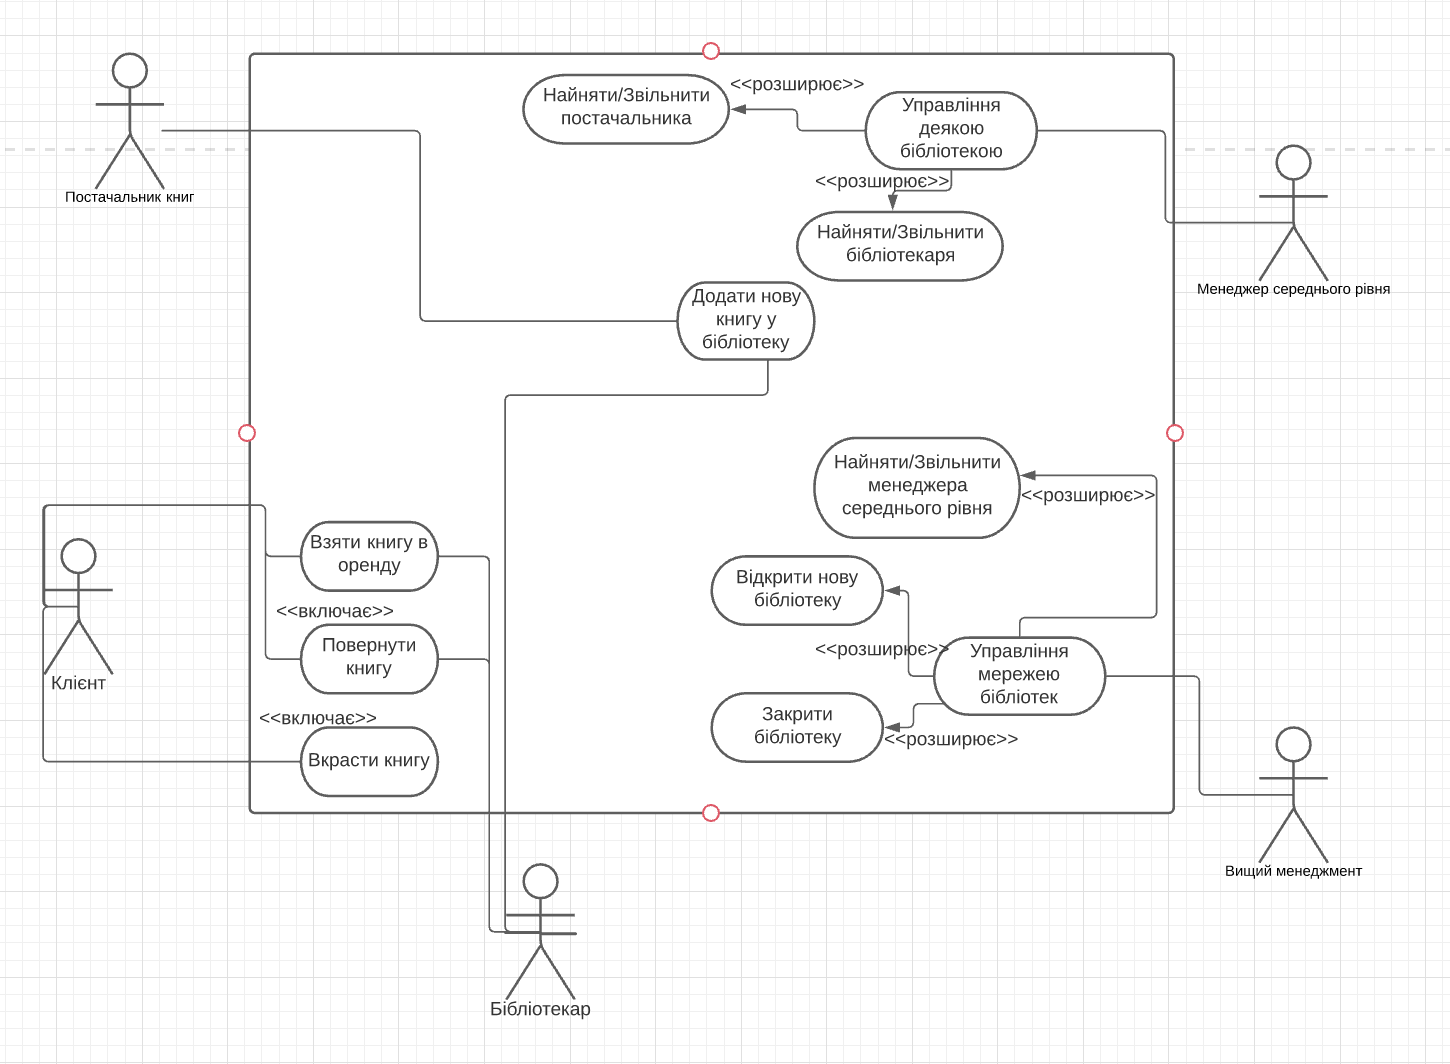 <<розширює>>
Найняти/Звільнити
постачальника
Управління
деякою
бібліотекою
<<розширює>>
Постачальник книг
Найняти/Звільнити
бібліотекаря
Менеджер середнього рівня
Додати нову
книгу у
бібліотеку
Найняти/Звільнити
менеджера
середнього рівня
<<розширює>>
Взяти книгу в
оренду
Відкрити нову
бібліотеку
<<включає>>
Повернути
книгу
<<розширює>>
Управління
мережею
бібліотек
Клієнт
<<включає>>
Закрити
бібліотеку
<<розширює>>
Вкрасти книгу
Вищий менеджмент
Бібліотекар